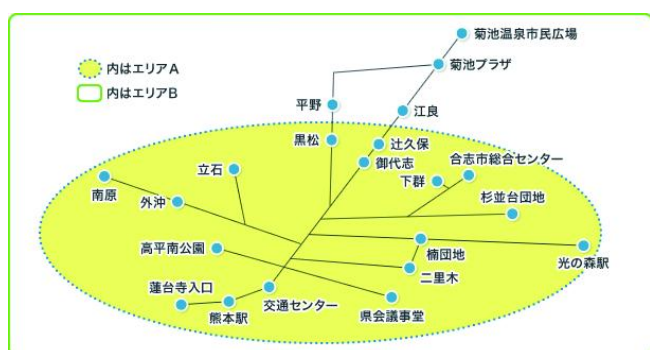 菊池温泉市民広場
内はエリアA
菊池プラザ
内はエリアB
平野
江良
黒松
辻久保
御代志
合志市総合センター
立石
下群
杉並台団地
南原
外沖
高平南公園
楠団地
光の森駅
二里木
蓮台寺入口
交通センター
熊本駅
県会議事堂